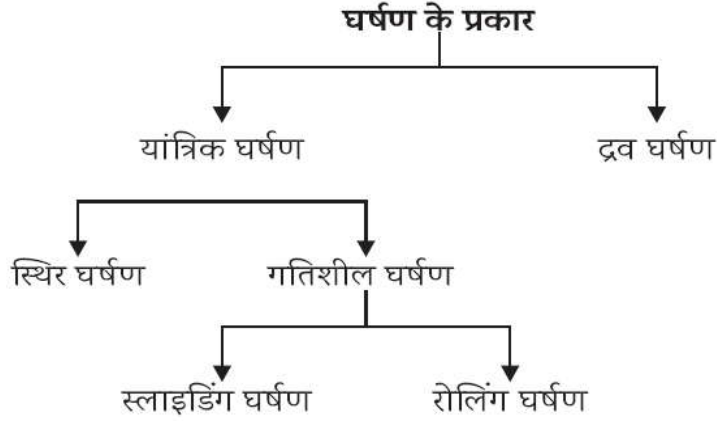 घर्षण के प्रकार
यांत्रिक घर्षण
द्रव घर्षण
स्थिर घर्षण
गतिशील घर्षण
स्लाइडिंग घर्षण
रोलिंग घर्षण